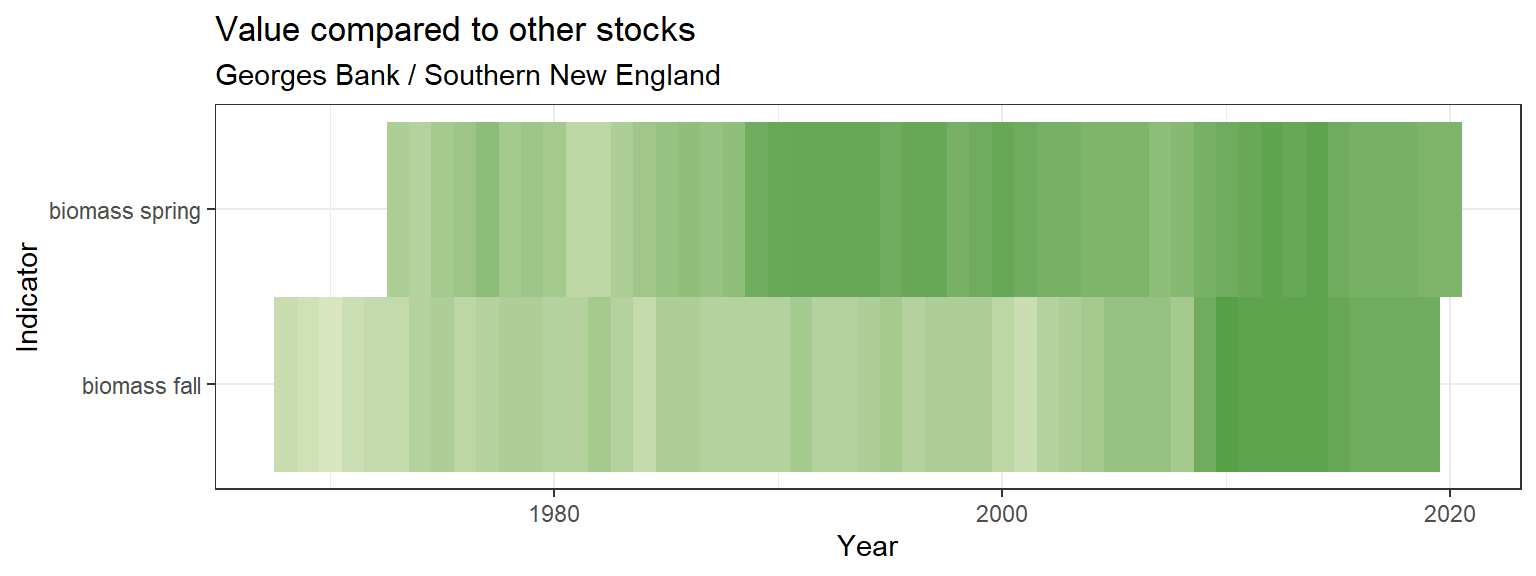 Value compared to other stocks
Georges Bank / Southern New England
Indicator
biomass spring
biomass fall
1980
2000
2020
Year